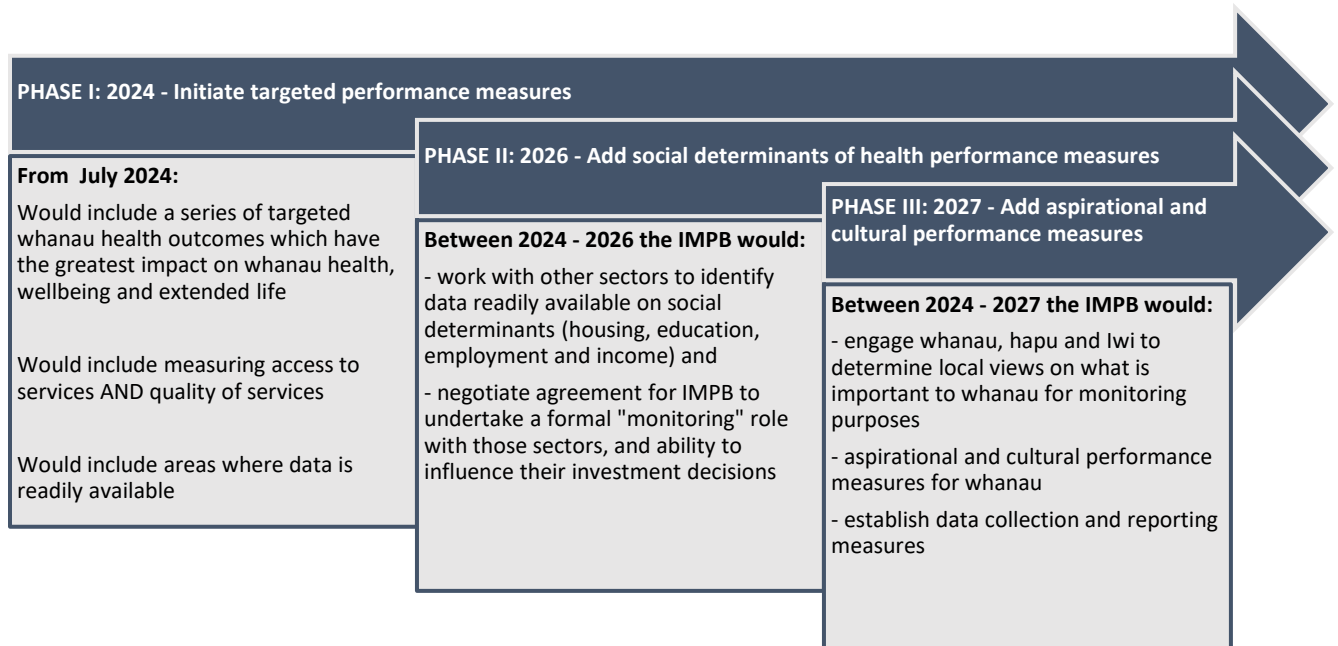 PHASE I: 2024 - Initiate targeted performance measures
From July 2024:
Would include a series of targeted
whanau health outcomes which have
the greatest impact on whanau health,
wellbeing and extended life
Would include measuring access to
services AND quality of services
Would include areas where data is
readily available
PHASE II: 2026 - Add social determinants of health performance measures
Between 2024 - 2026 the IMPB would:
- work with other sectors to identify
data readily available on social
determinants (housing, education,
employment and income) and
- negotiate agreement for IMPB to
undertake a formal "monitoring" role
with those sectors, and ability to
influence their investment decisions
PHASE III: 2027 - Add aspirational and
cultural performance measures
Between 2024 - 2027 the IMPB would:
- engage whanau, hapu and Iwi to
determine local views on what is
important to whanau for monitoring
purposes
- aspirational and cultural performance
measures for whanau
- establish data collection and reporting
measures